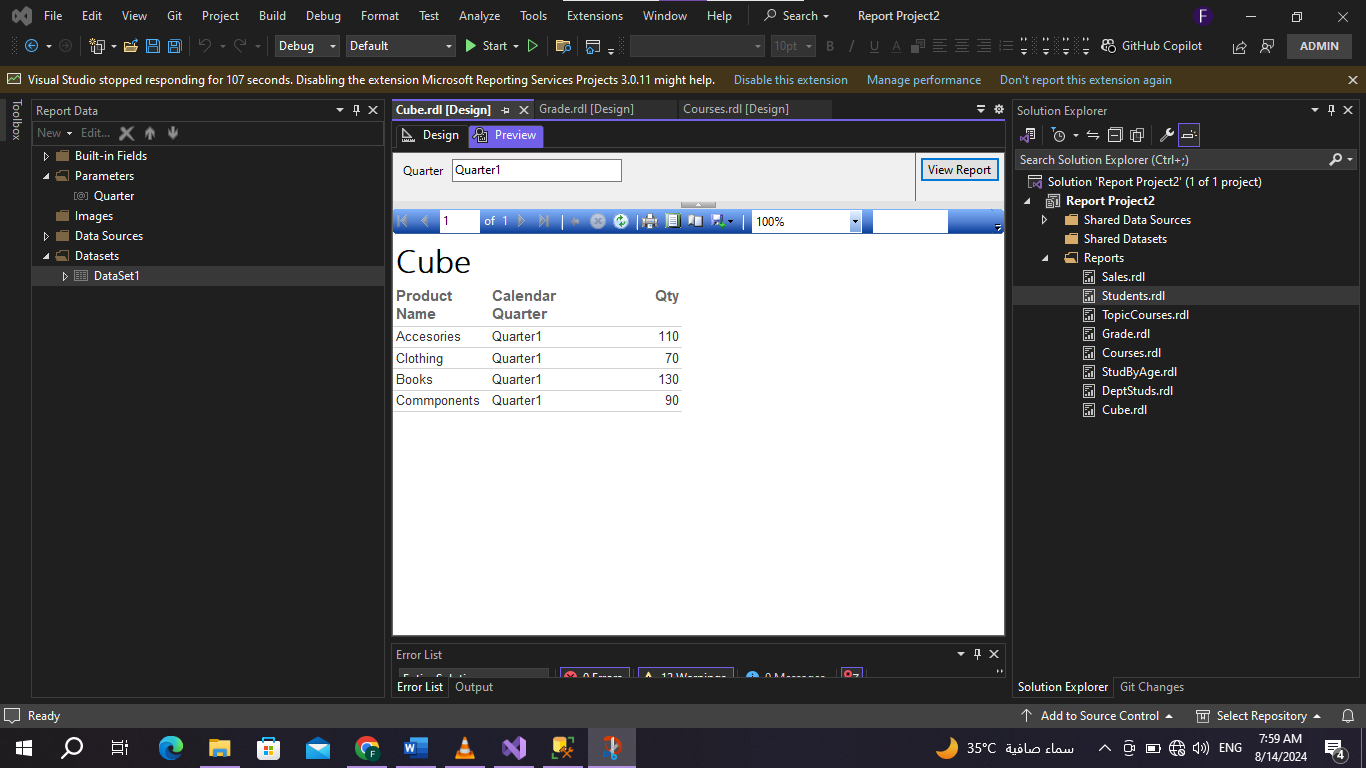 File Edit View Git Project Build Debug Format Test Analyze Tools Extensions Window Help Search Report Project2 F
Debug Default Start 10pt B I U A GitHub Copilot ADMIN
Visual Studio stopped responding for 107 seconds. Disabling the extension Microsoft Reporting Services Projects 3.0.11 might help. Disable this extension Manage performance Don't report this extension again
Toolbox
Report Data
New Edit...
Built-in Fields
Parameters
Quarter
Images
Data Sources
Datasets
DataSet1
Cube.rdl [Design] Grade.rdl [Design] Courses.rdl [Design]
Design Preview
Quarter Quarter1 View Report
1 of 1 100%
Cube
Product Name Calendar Quarter Qty
Accesories Quarter1 110
Clothing Quarter1 70
Books Quarter1 130
Commponents Quarter1 90
Error List
0 Errors 12 Warnings 0 Messages
Error List Output
Solution Explorer
Search Solution Explorer (Ctrl+;)
Solution 'Report Project2' (1 of 1 project)
Report Project2
Shared Data Sources
Shared Datasets
Reports
Sales.rdl
Students.rdl
TopicCourses.rdl
Grade.rdl
Courses.rdl
StudByAge.rdl
DeptStuds.rdl
Cube.rdl
Solution Explorer Git Changes
Ready Add to Source Control Select Repository
35°C سماء صافية ENG 7:59 AM
8/14/2024 4